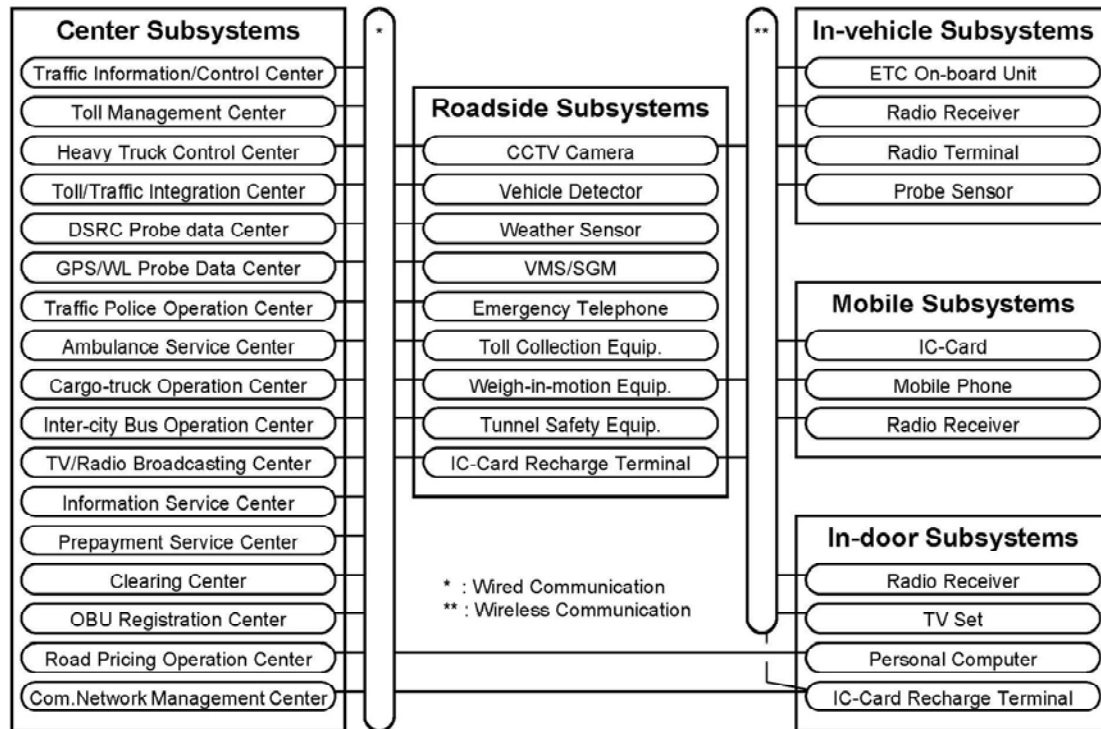 Center Subsystems
Traffic Information/Control Center
Toll Management Center
Heavy Truck Control Center
Toll/Traffic Integration Center
DSRC Probe data Center
GPS/WL Probe Data Center
Traffic Police Operation Center
Ambulance Service Center
Cargo-truck Operation Center
Inter-city Bus Operation Center
TV/Radio Broadcasting Center
Information Service Center
Prepayment Service Center
Clearing Center
OBU Registration Center
Road Pricing Operation Center
Com.Network Management Center
*
Roadside Subsystems
CCTV Camera
Vehicle Detector
Weather Sensor
VMS/SGM
Emergency Telephone
Toll Collection Equip.
Weigh-in-motion Equip.
Tunnel Safety Equip.
IC-Card Recharge Terminal
* : Wired Communication
** : Wireless Communication
**
In-vehicle Subsystems
ETC On-board Unit
Radio Receiver
Radio Terminal
Probe Sensor
Mobile Subsystems
IC-Card
Mobile Phone
Radio Receiver
In-door Subsystems
Radio Receiver
TV Set
Personal Computer
IC-Card Recharge Terminal